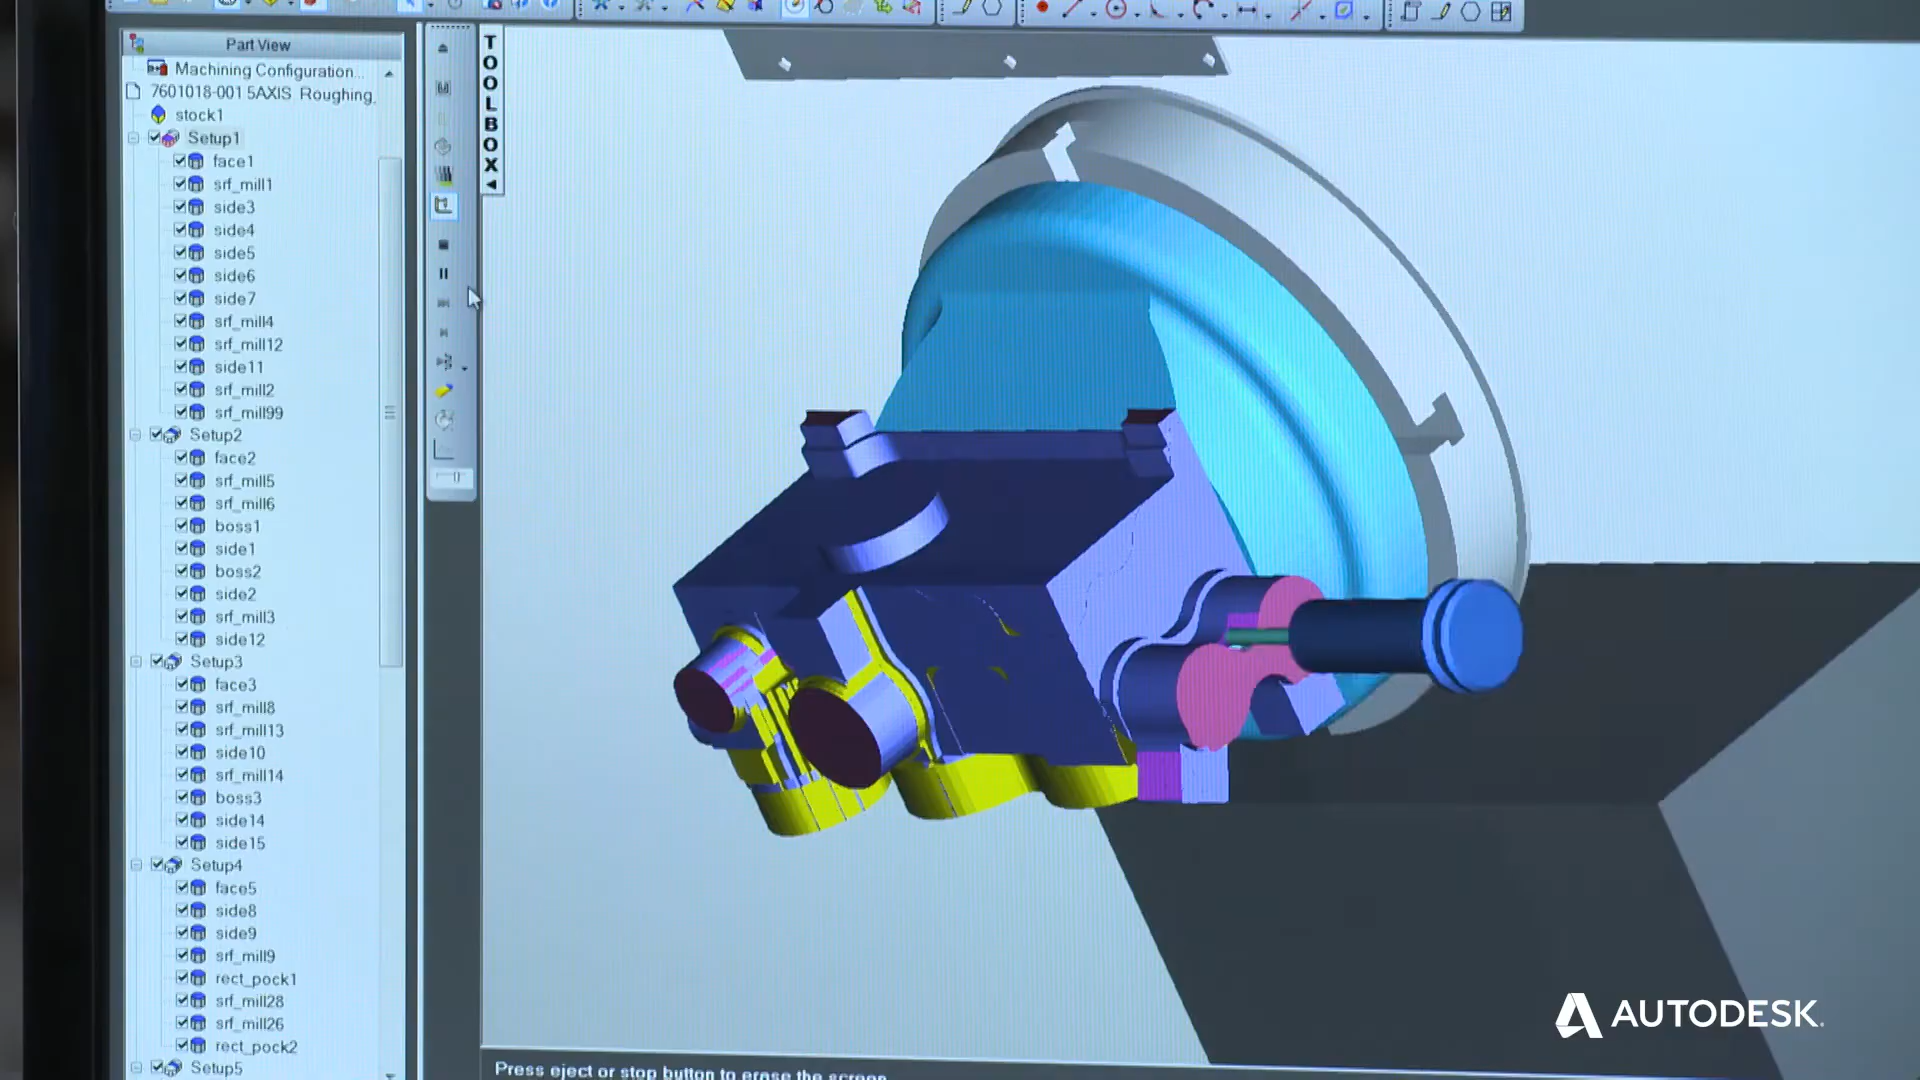 Part View
Machining Configuration...
7601018-001 5AXIS Roughing.
stock1
Setup1
face1
srf_mill1
side3
side4
side5
side6
side7
srf_mill4
srf_mill12
side11
srf_mill2
srf_mill99
Setup2
face2
srf_mill5
srf_mill6
boss1
side1
boss2
side2
srf_mill3
side12
Setup3
face3
srf_mill8
srf_mill13
side10
srf_mill14
boss3
side14
side15
Setup4
face5
side8
side9
srf_mill9
rect_pock1
srf_mill28
srf_mill26
rect_pock2
Setup5
TOOLBOX
Press eject or stop button to erase the screen
AUTODESK.